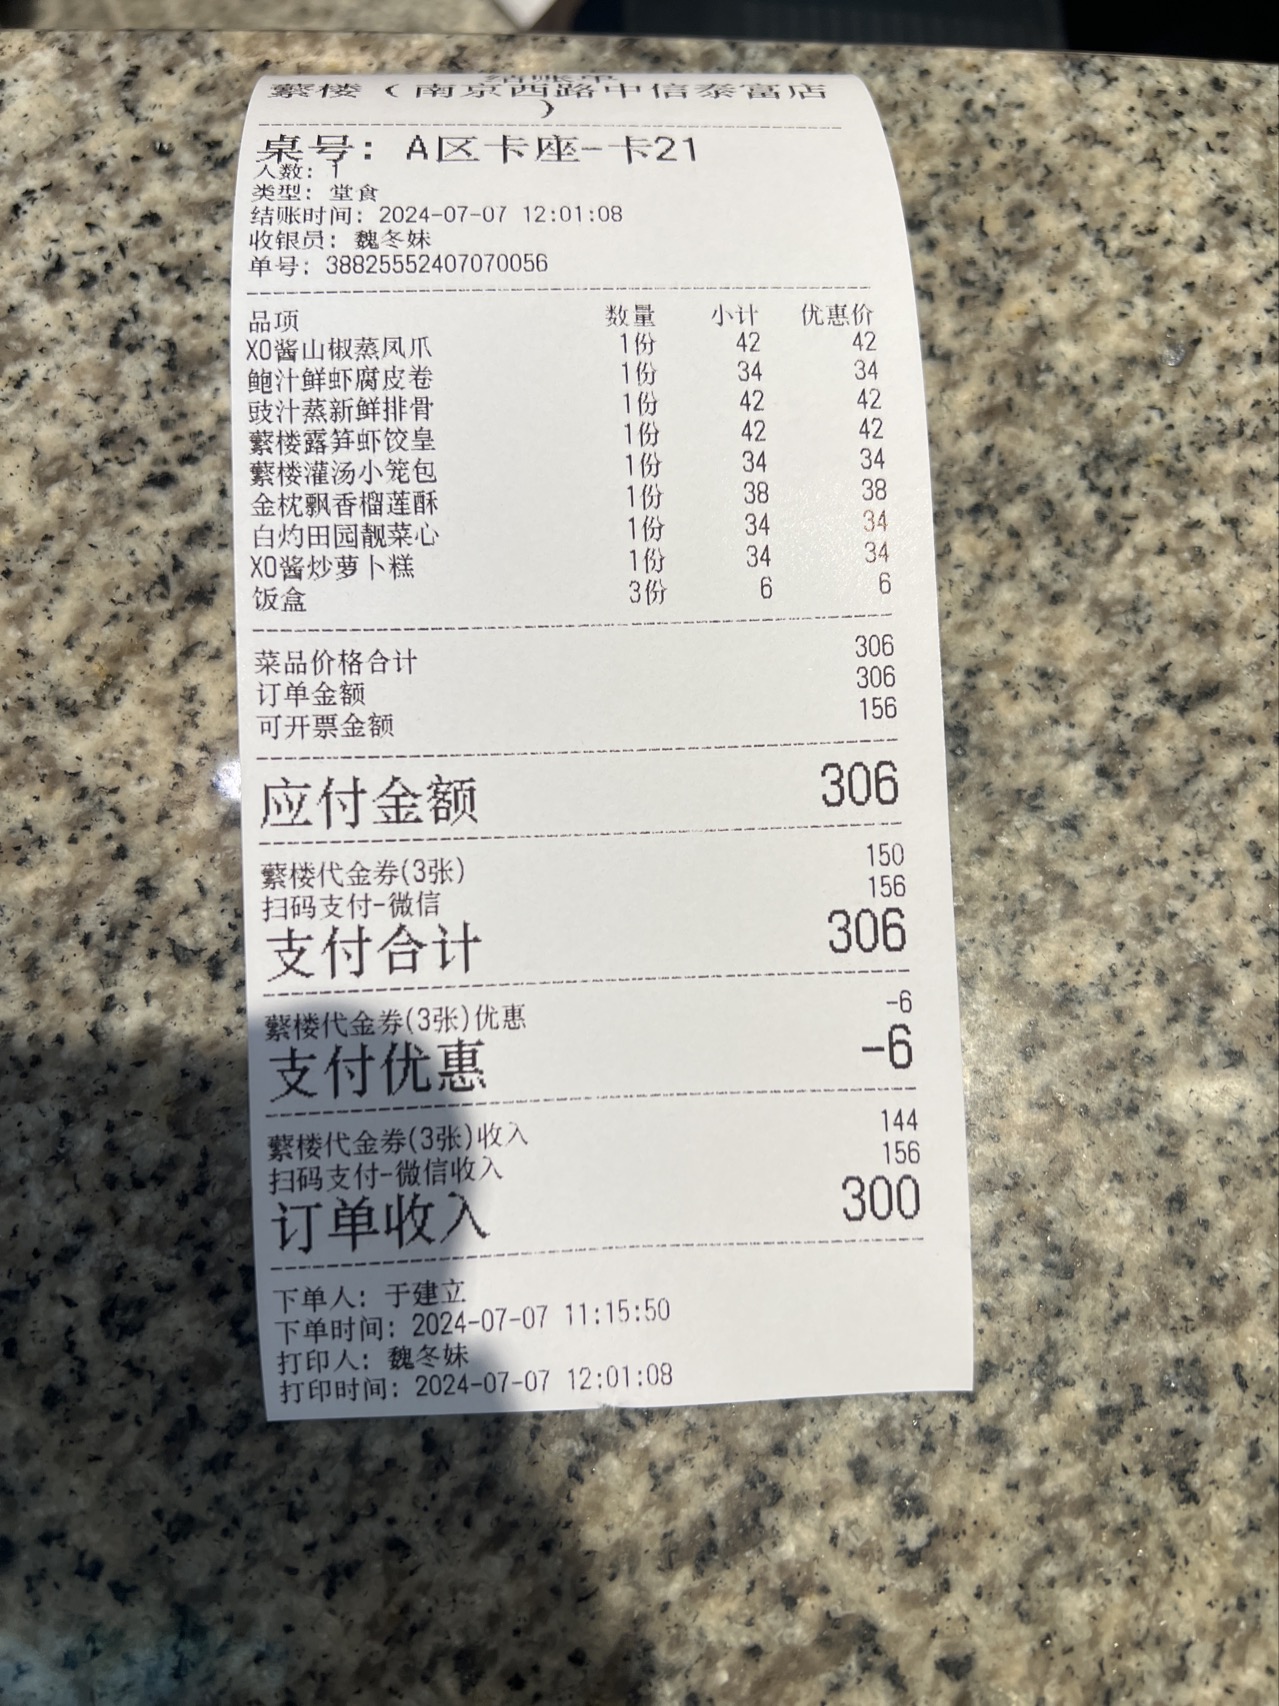 结账单
蘩楼（南京西路中信泰富店
）
桌号：A区卡座-卡21
人数：1
类型：堂食
结账时间：2024-07-07 12:01:08
收银员：魏冬妹
单号：38825552407070056
品项 数量 小计 优惠价
XO酱山椒蒸凤爪 1份 42 42
鲍汁鲜虾腐皮卷 1份 34 34
豉汁蒸新鲜排骨 1份 42 42
蘩楼露笋虾饺皇 1份 42 42
蘩楼灌汤小笼包 1份 34 34
金枕飘香榴莲酥 1份 38 38
白灼田园靓菜心 1份 34 34
XO酱炒萝卜糕 1份 34 34
饭盒 3份 6 6
菜品价格合计 306
订单金额 306
可开票金额 156
应付金额 306
蘩楼代金券(3张) 150
扫码支付-微信 156
支付合计 306
蘩楼代金券(3张)优惠 -6
支付优惠 -6
蘩楼代金券(3张)收入 144
扫码支付-微信收入 156
订单收入 300
下单人：于建立
下单时间：2024-07-07 11:15:50
打印人：魏冬妹
打印时间：2024-07-07 12:01:08